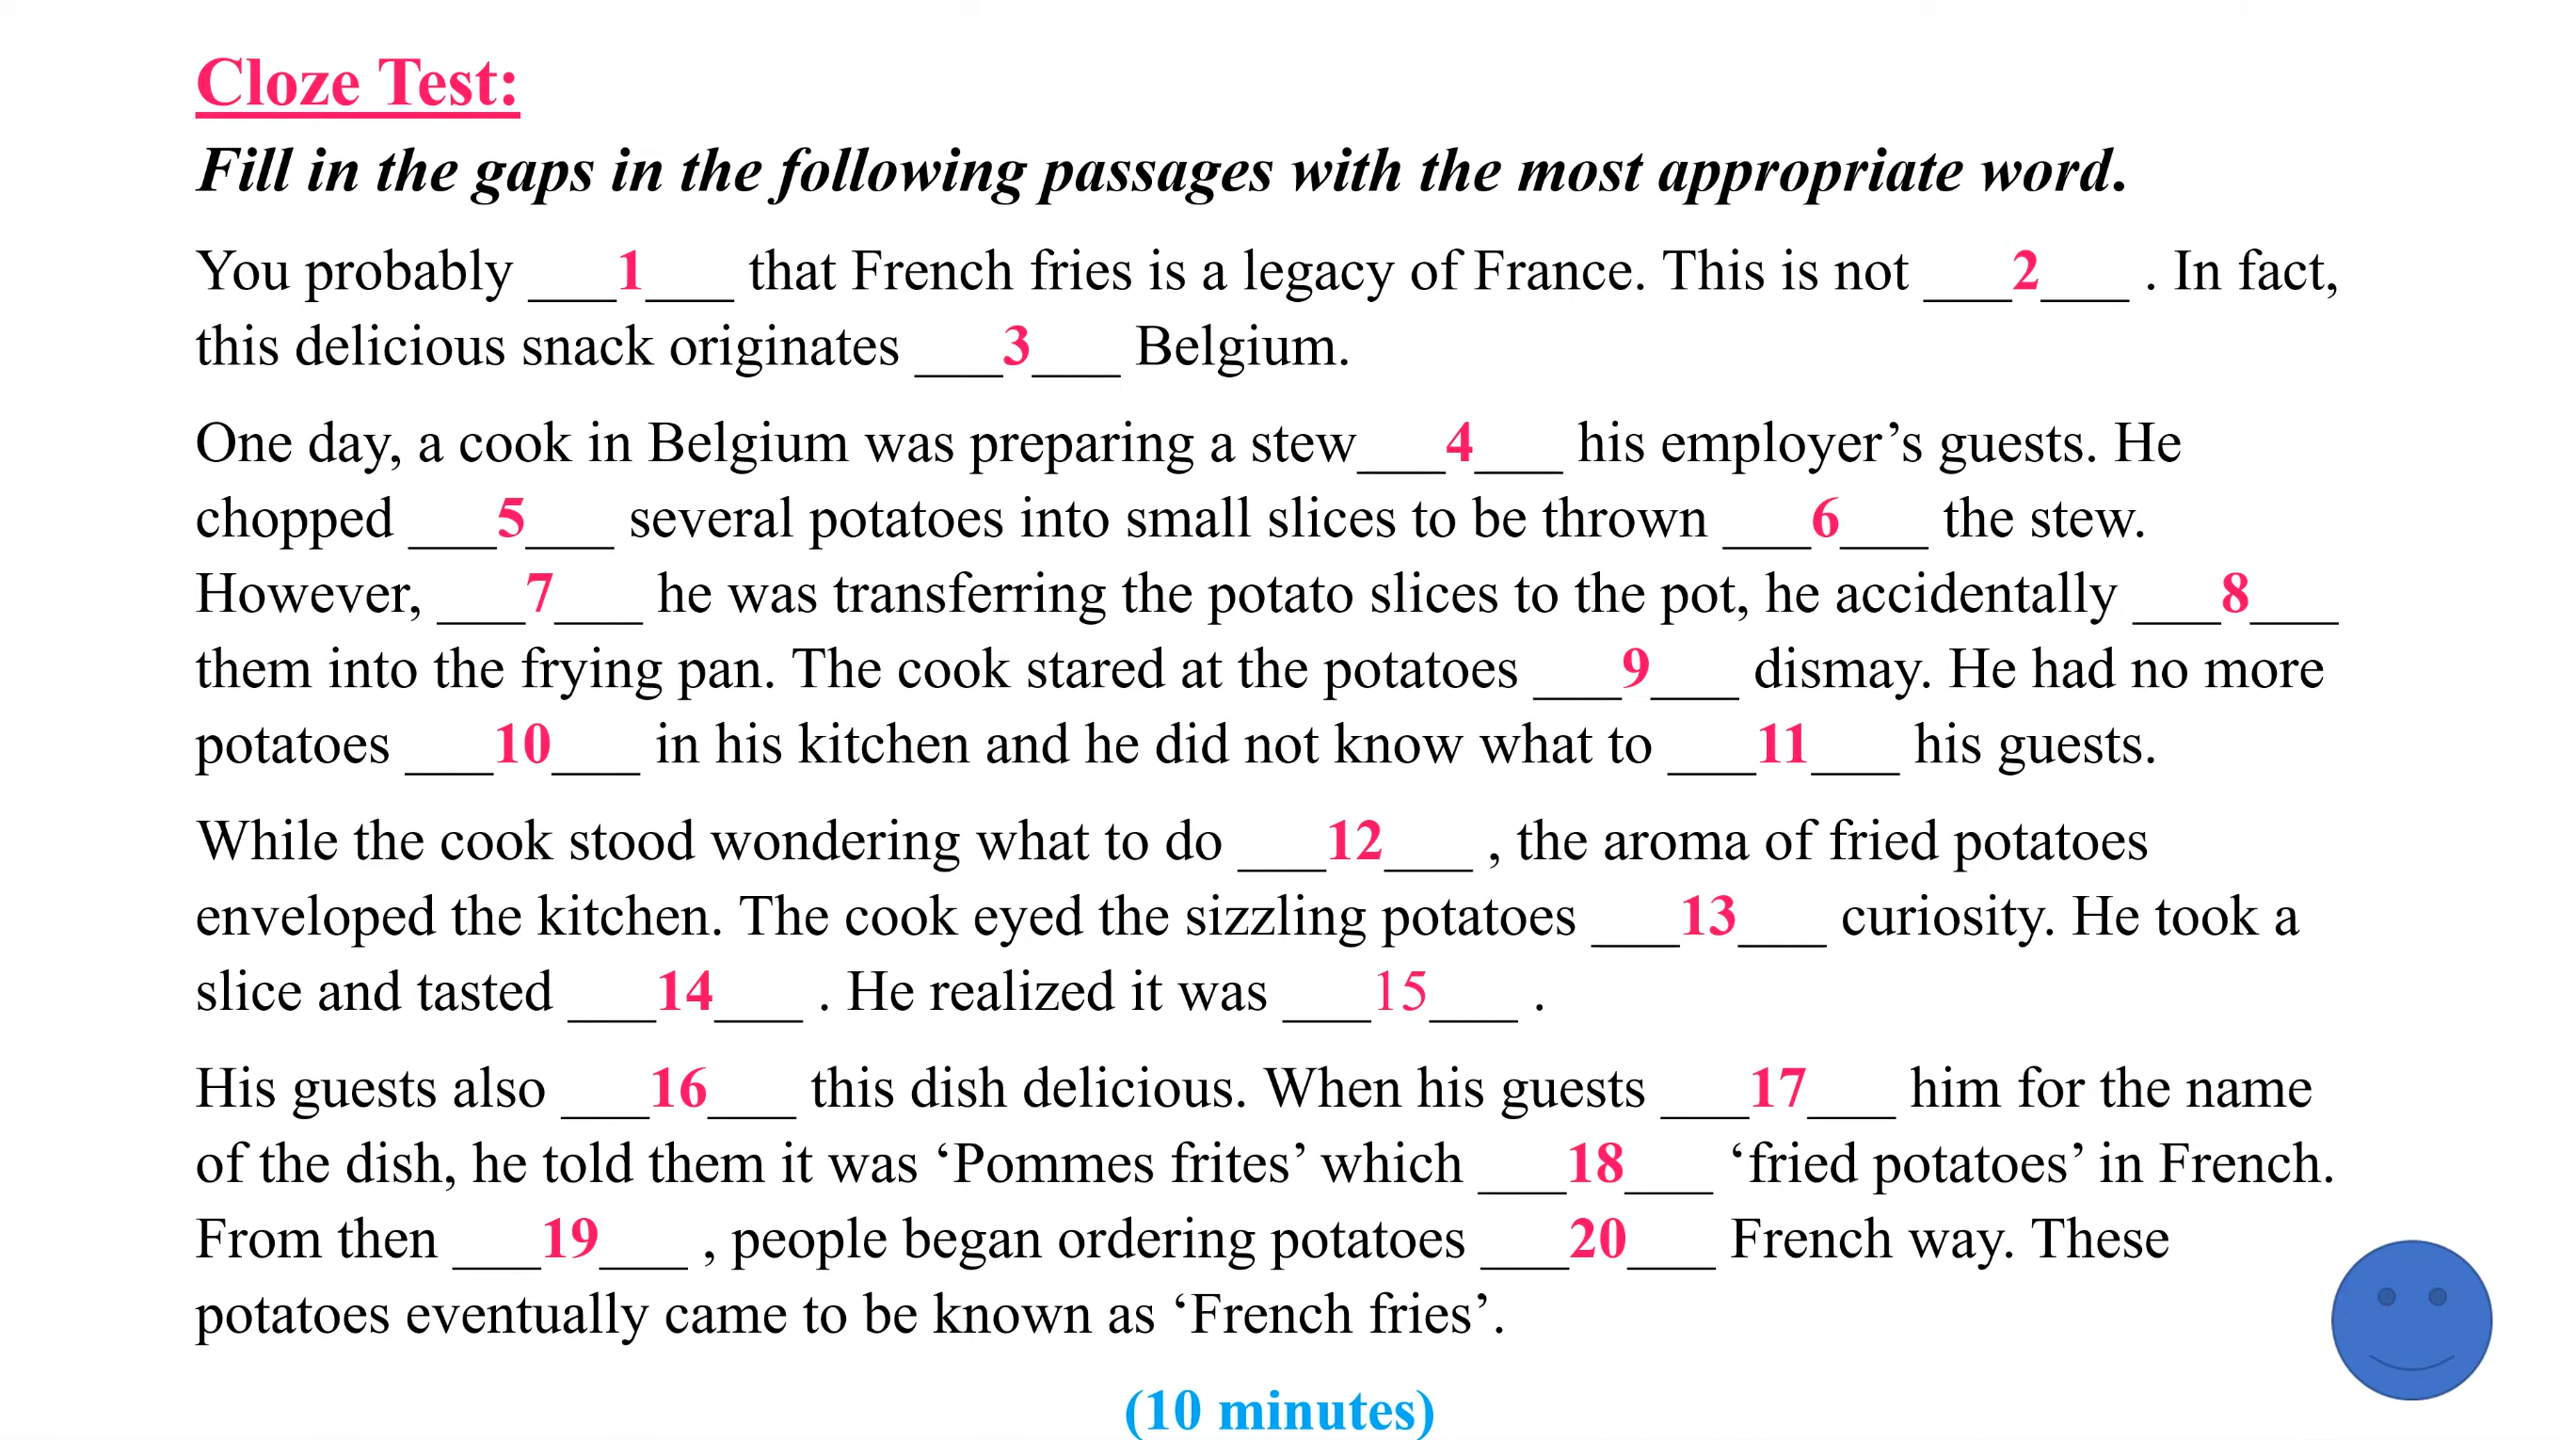 Cloze Test:
Fill in the gaps in the following passages with the most appropriate word.
You probably ___1___ that French fries is a legacy of France. This is not ___2___ . In fact,
this delicious snack originates ___3___ Belgium.
One day, a cook in Belgium was preparing a stew___4___ his employer’s guests. He
chopped ___5___ several potatoes into small slices to be thrown ___6___ the stew.
However, ___7___ he was transferring the potato slices to the pot, he accidentally ___8___
them into the frying pan. The cook stared at the potatoes ___9___ dismay. He had no more
potatoes ___10___ in his kitchen and he did not know what to ___11___ his guests.
While the cook stood wondering what to do ___12___ , the aroma of fried potatoes
enveloped the kitchen. The cook eyed the sizzling potatoes ___13___ curiosity. He took a
slice and tasted ___14___ . He realized it was ___15___ .
His guests also ___16___ this dish delicious. When his guests ___17___ him for the name
of the dish, he told them it was ‘Pommes frites’ which ___18___ ‘fried potatoes’ in French.
From then ___19___ , people began ordering potatoes ___20___ French way. These
potatoes eventually came to be known as ‘French fries’.
(10 minutes)